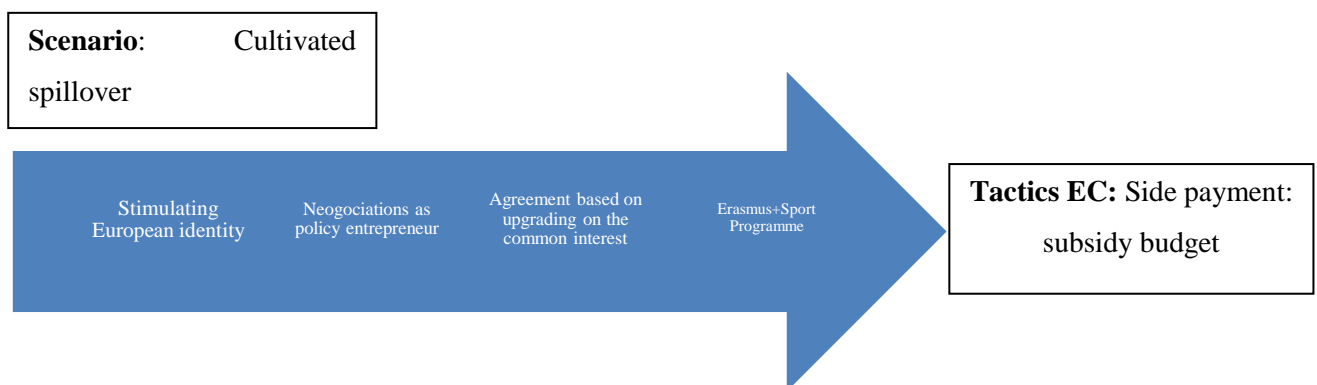 Scenario: Cultivated
spillover
Stimulating
European identity
Neogociations as
policy entrepreneur
Agreement based on
upgrading on the
common interest
Erasmus+Sport
Programme
Tactics EC: Side payment:
subsidy budget